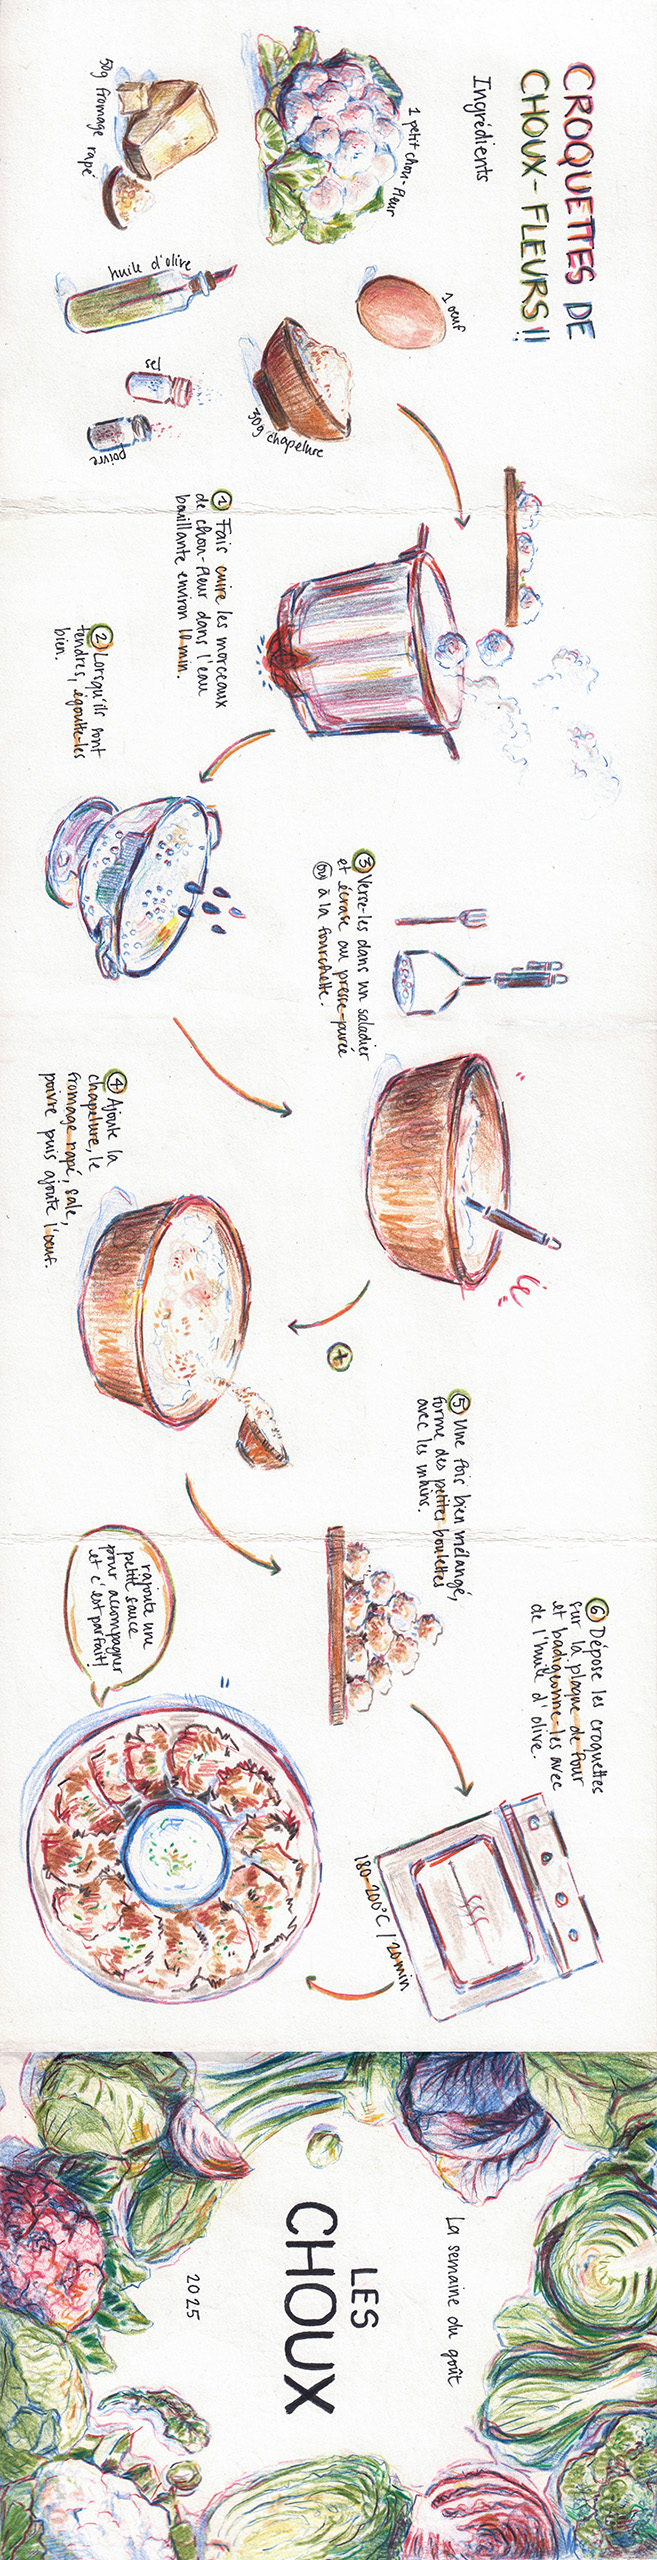 CROQUETTES DE
CHOUX-FLEURS!!
Ingrédients
1 petit chou-fleur
50g fromage rapé
1 oeuf
huile d'olive
30g chapelure
sel
poivre
① Fais cuire les morceaux
de chou-fleur dans l'eau
bouillante environ 10 min.
② Lorsqu'ils sont
tendres, égoutte-les
bien.
③ Verse-les dans un saladier
et écrase au presse-purée
ou à la fourchette.
④ Ajoute la
chapelure, le
fromage rapé, sale,
poivre puis ajoute l'oeuf.
+
⑤ Une fois bien mélangé,
forme des petites boulettes
avec les mains.
⑥ Dépose les croquettes
sur la plaque de four
et badigeonne-les avec
de l'huile d'olive.
180-200°C / 20 min
rajoute une
petite sauce
pour accompagner
et c'est parfait!
La semaine du goût
LES
CHOUX
2025